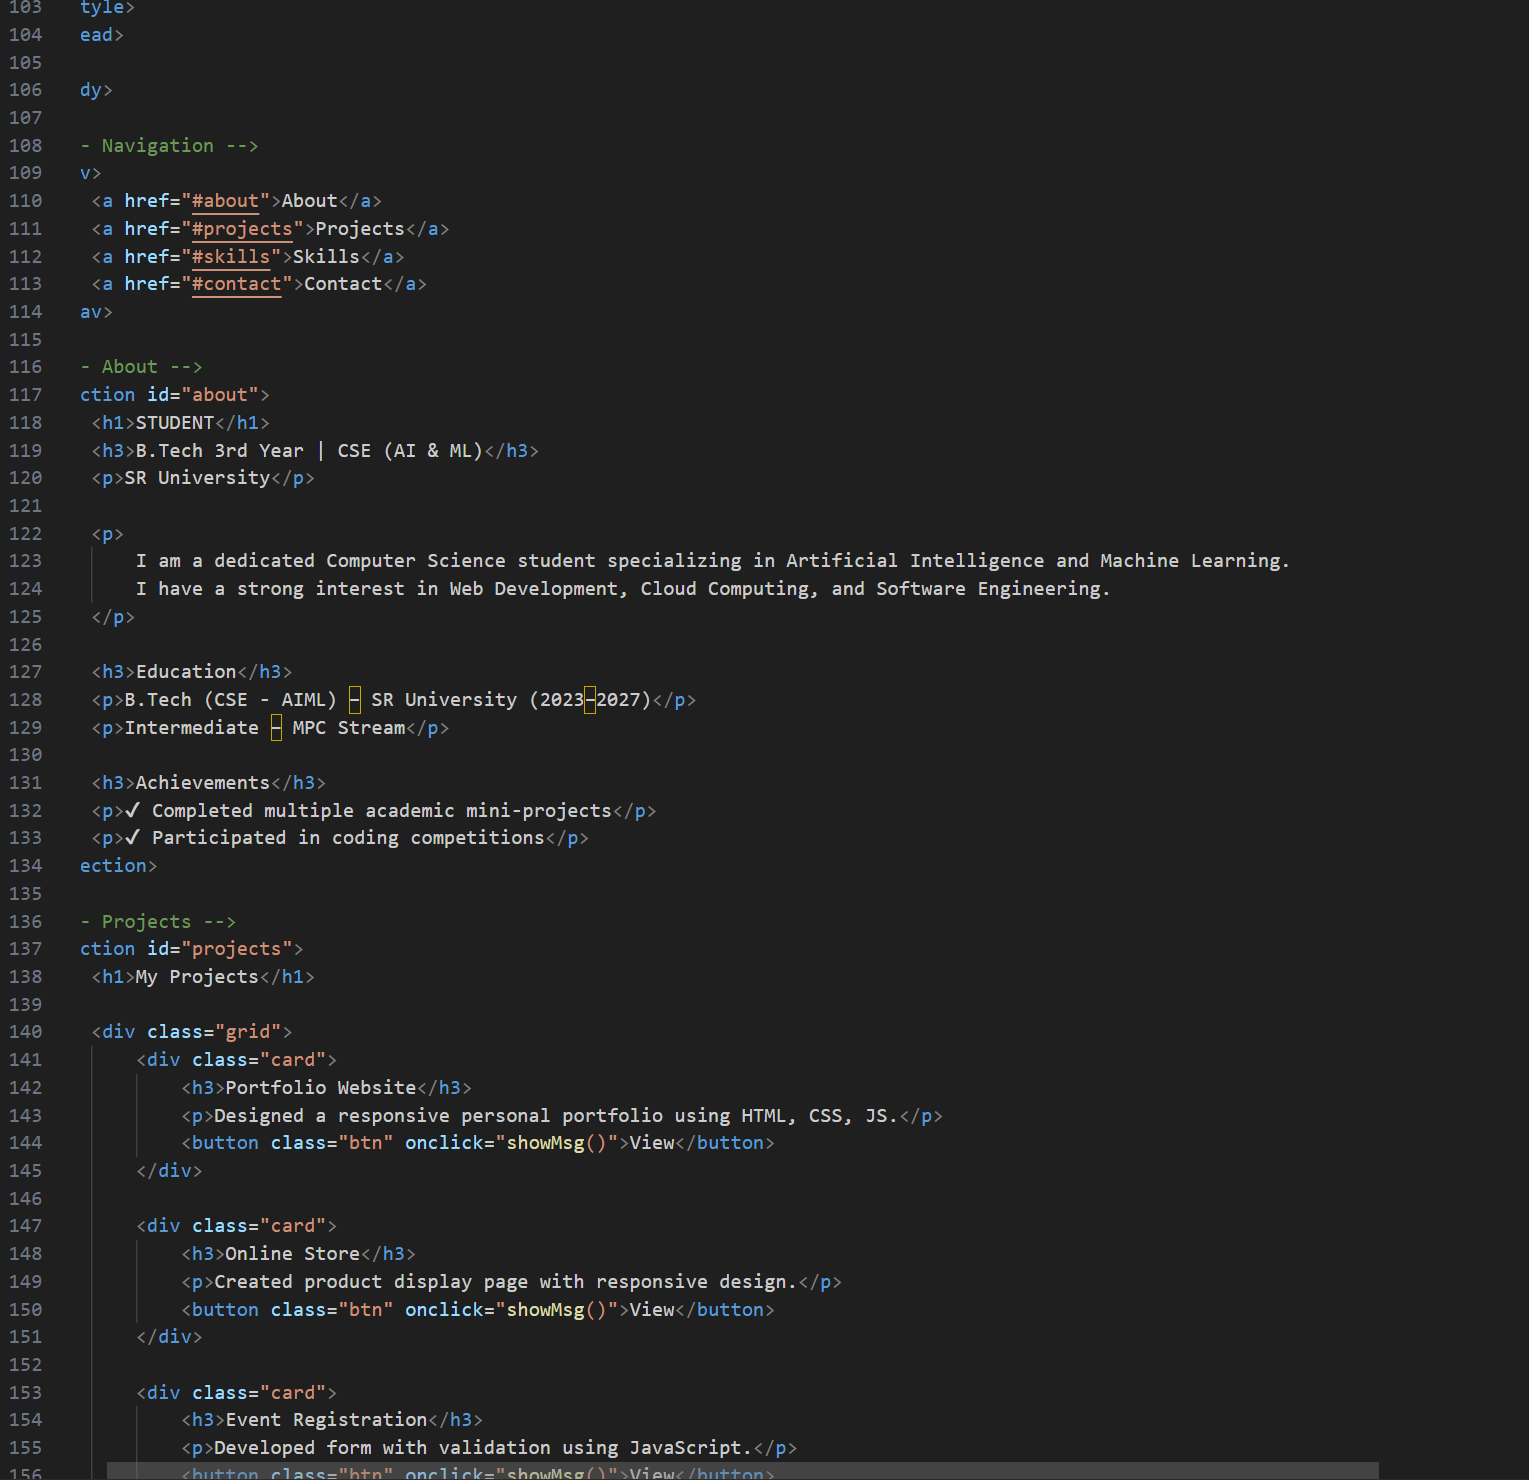 103 tyle>
104 ead>
105
106 dy>
107
108 - Navigation -->
109 v>
110 <a href="#about">About</a>
111 <a href="#projects">Projects</a>
112 <a href="#skills">Skills</a>
113 <a href="#contact">Contact</a>
114 av>
115
116 - About -->
117 ction id="about">
118 <h1>STUDENT</h1>
119 <h3>B.Tech 3rd Year | CSE (AI & ML)</h3>
120 <p>SR University</p>
121
122 <p>
123 I am a dedicated Computer Science student specializing in Artificial Intelligence and Machine Learning.
124 I have a strong interest in Web Development, Cloud Computing, and Software Engineering.
125 </p>
126
127 <h3>Education</h3>
128 <p>B.Tech (CSE - AIML) – SR University (2023–2027)</p>
129 <p>Intermediate – MPC Stream</p>
130
131 <h3>Achievements</h3>
132 <p>✔ Completed multiple academic mini-projects</p>
133 <p>✔ Participated in coding competitions</p>
134 ection>
135
136 - Projects -->
137 ction id="projects">
138 <h1>My Projects</h1>
139
140 <div class="grid">
141 <div class="card">
142 <h3>Portfolio Website</h3>
143 <p>Designed a responsive personal portfolio using HTML, CSS, JS.</p>
144 <button class="btn" onclick="showMsg()">View</button>
145 </div>
146
147 <div class="card">
148 <h3>Online Store</h3>
149 <p>Created product display page with responsive design.</p>
150 <button class="btn" onclick="showMsg()">View</button>
151 </div>
152
153 <div class="card">
154 <h3>Event Registration</h3>
155 <p>Developed form with validation using JavaScript.</p>
156 <button class="btn" onclick="showMsg()">View</button>